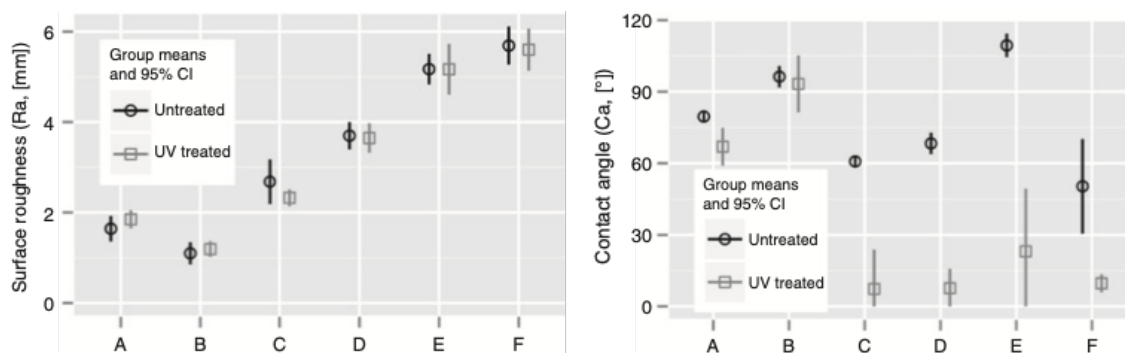 Surface roughness (Ra, [mm])
6
4
2
0
Group means
and 95% CI
Untreated
UV treated
A B C D E F
Contact angle (Ca, [°])
120
90
60
30
0
Group means
and 95% CI
Untreated
UV treated
A B C D E F